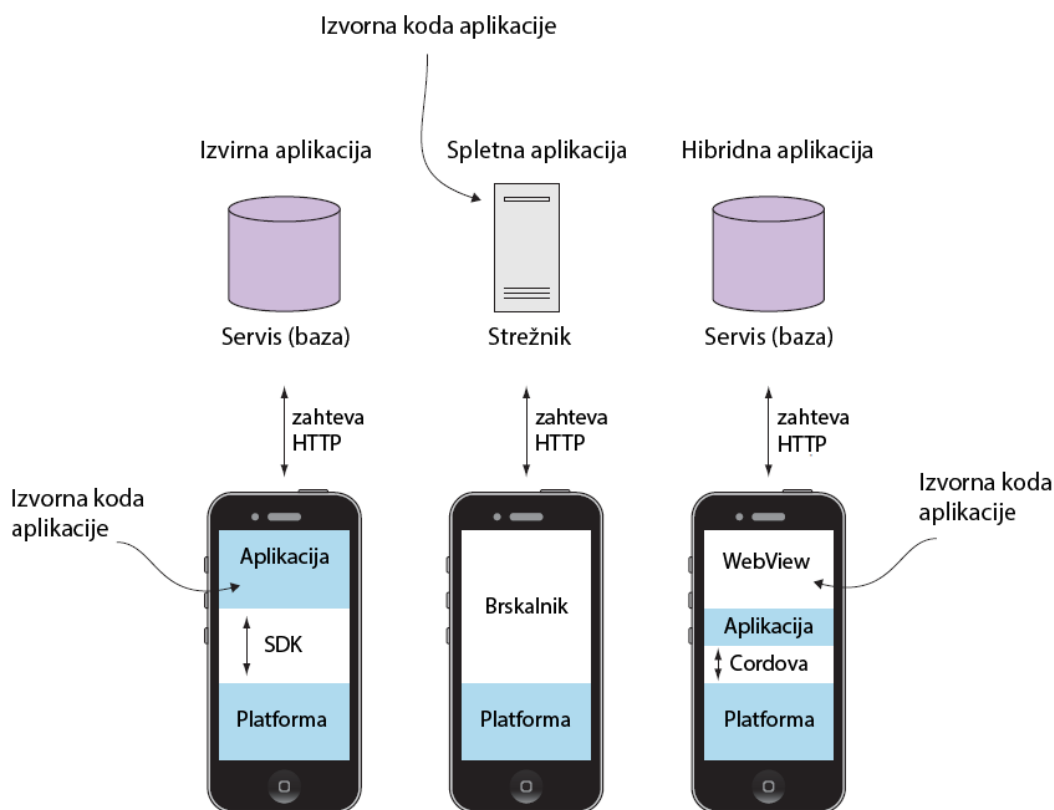 Izvorna koda aplikacije
Izvirna aplikacija
Spletna aplikacija
Hibridna aplikacija
Servis (baza)
Strežnik
Servis (baza)
zahteva
HTTP
zahteva
HTTP
zahteva
HTTP
Izvorna koda
aplikacije
Izvorna koda
aplikacije
Aplikacija
SDK
Platforma
Brskalnik
Platforma
WebView
Aplikacija
Cordova
Platforma